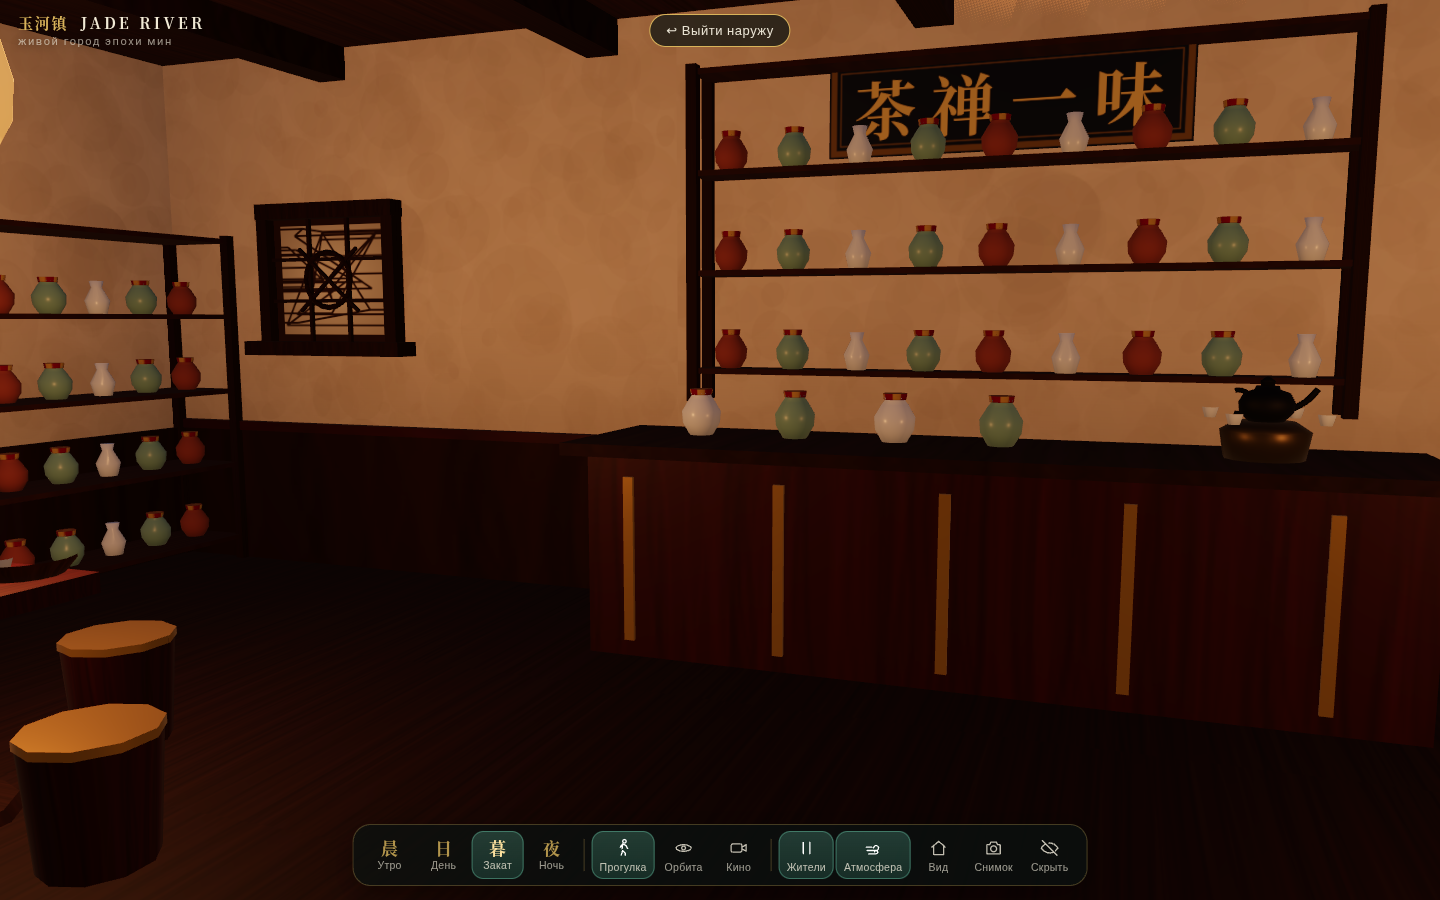 玉河镇 JADE RIVER
живой город эпохи мин
↩ Выйти наружу
茶禅一味
晨 日 暮 夜
Утро День Закат Ночь Прогулка Орбита Кино Жители Атмосфера Вид Снимок Скрыть